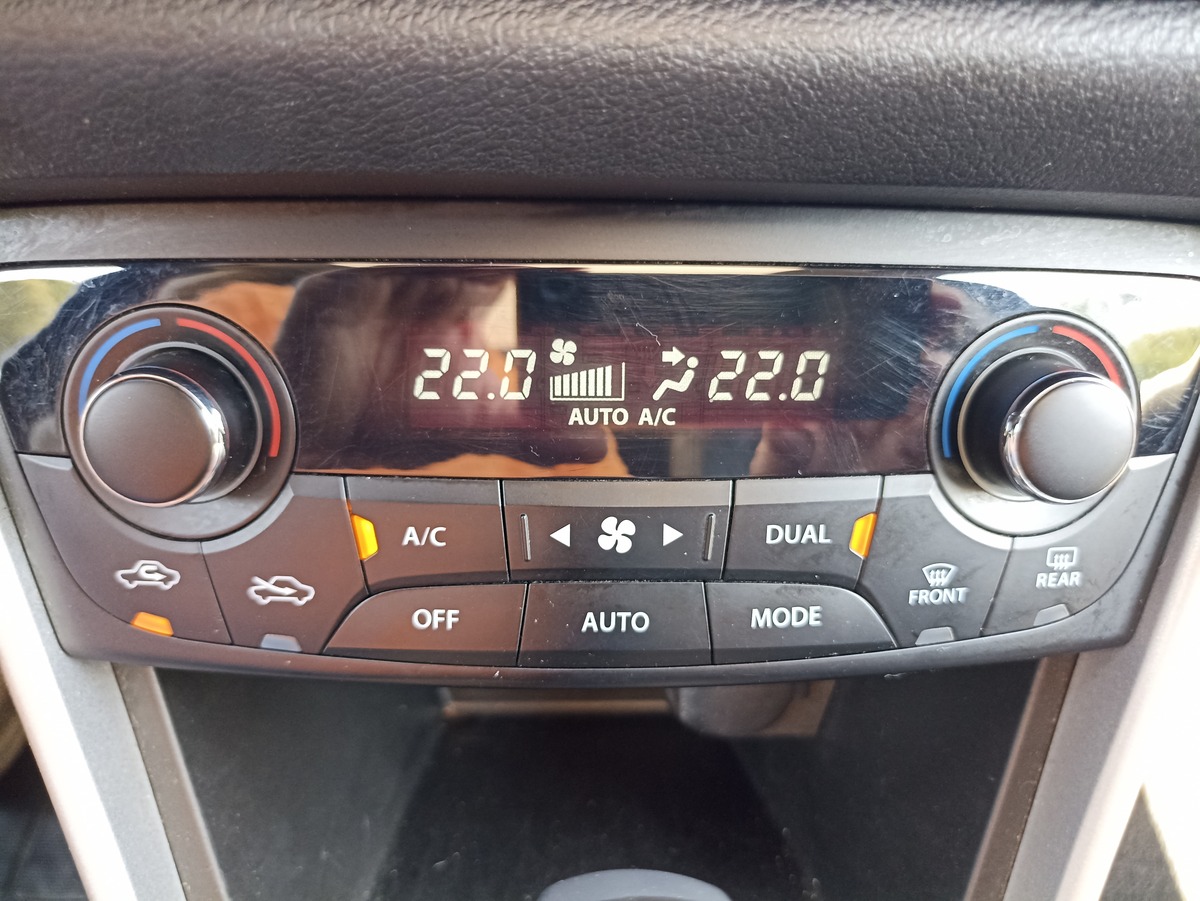 22.0 22.0
AUTO A/C
A/C DUAL
OFF AUTO MODE FRONT REAR